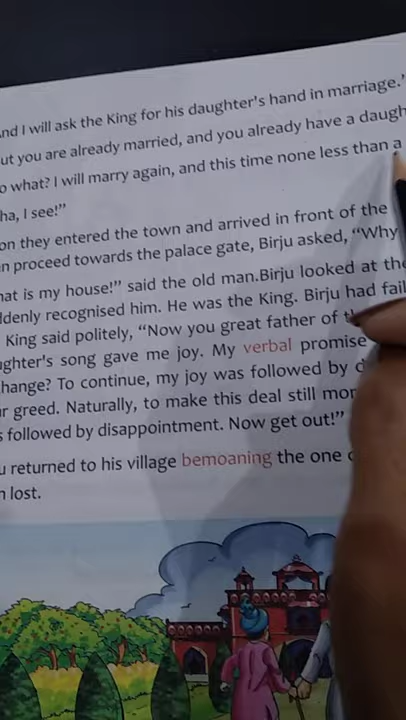 nd I will ask the King for his daughter's hand in marriage.'
ut you are already married, and you already have a daugh
o what? I will marry again, and this time none less than a
ha, I see!"
on they entered the town and arrived in front of the
n proceed towards the palace gate, Birju asked, "Why
hat is my house!" said the old man.Birju looked at the
ddenly recognised him. He was the King. Birju had fail
King said politely, "Now you great father of t
ughter's song gave me joy. My verbal promise
hange? To continue, my joy was followed by d
r greed. Naturally, to make this deal still mor
s followed by disappointment. Now get out!"
u returned to his village bemoaning the one
n lost.